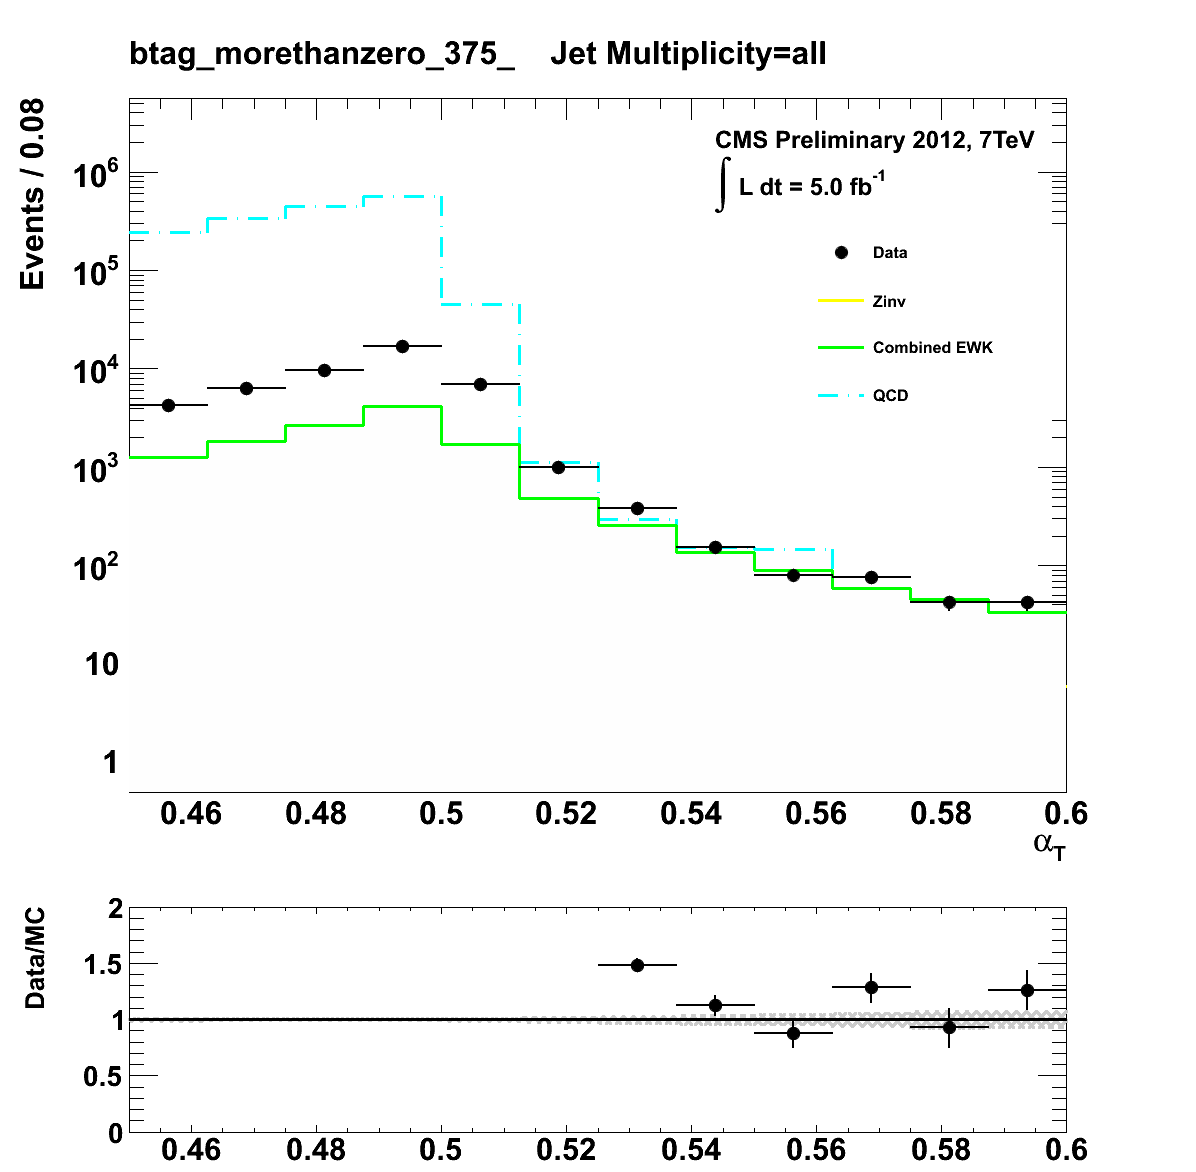 btag_morethanzero_375_ Jet Multiplicity=all
Events / 0.08
CMS Preliminary 2012, 7TeV
∫ L dt = 5.0 fb⁻¹
Data
Zinv
Combined EWK
QCD
10⁶
10⁵
10⁴
10³
10²
10
1
0.46 0.48 0.5 0.52 0.54 0.56 0.58 0.6
α_T
Data/MC
2
1.5
1
0.5
0
0.46 0.48 0.5 0.52 0.54 0.56 0.58 0.6